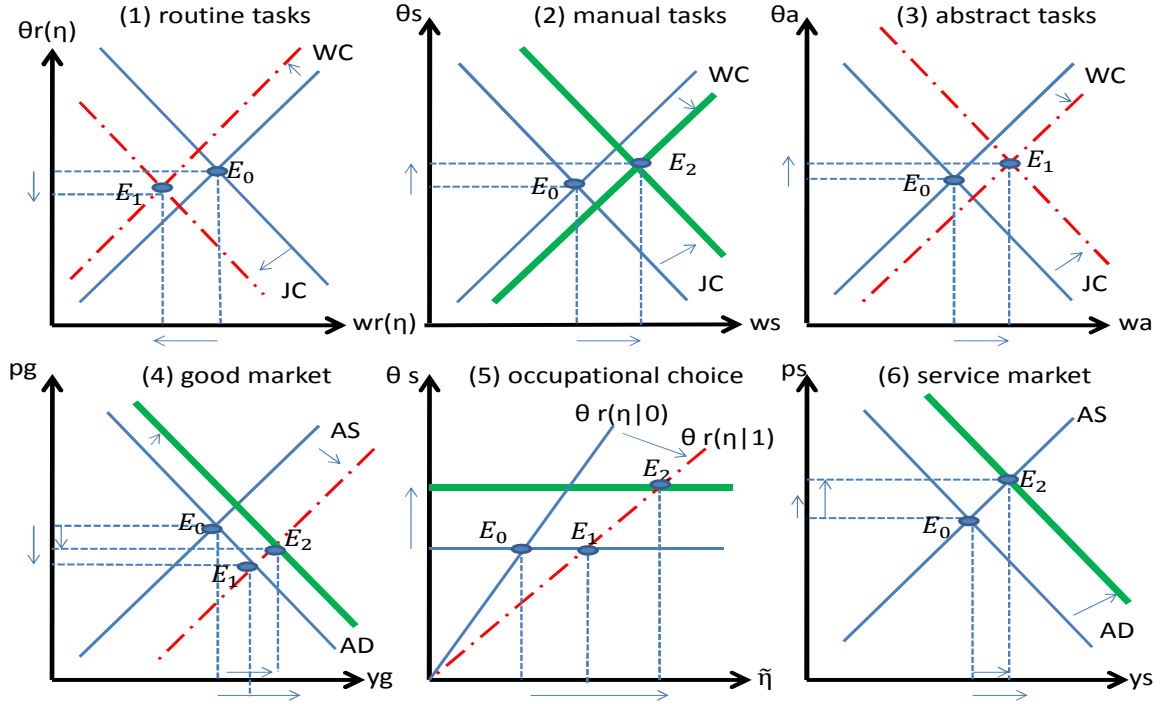 (1) routine tasks
θr(η)
WC
E₀
E₁
JC
wr(η)
(2) manual tasks
θs
WC
E₂
E₀
JC
ws
(3) abstract tasks
θa
WC
E₁
E₀
JC
wa
(4) good market
pg
AS
E₀
E₂
E₁
AD
yg
(5) occupational choice
θ s
θ r(η|0)
θ r(η|1)
E₂
E₀
E₁
η̃
(6) service market
ps
AS
E₂
E₀
AD
ys